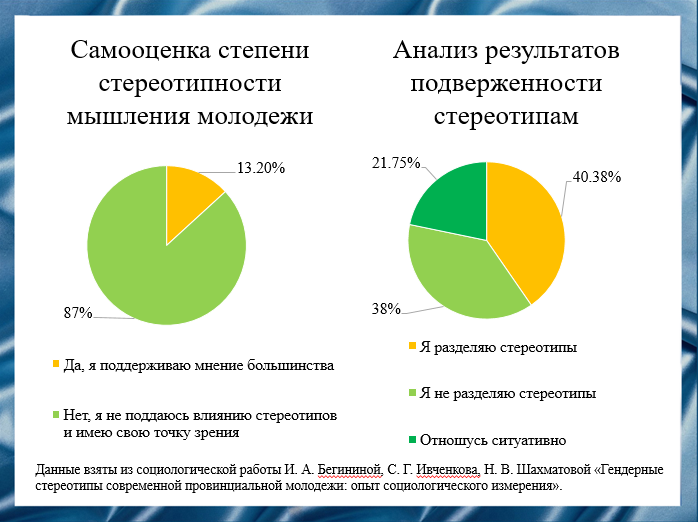 Самооценка степени
стереотипности
мышления молодежи
13.20%
87%
Да, я поддерживаю мнение большинства
Нет, я не поддаюсь влиянию стереотипов
и имею свою точку зрения
Анализ результатов
подверженности
стереотипам
21.75%
40.38%
38%
Я разделяю стереотипы
Я не разделяю стереотипы
Отношусь ситуативно
Данные взяты из социологической работы И. А. Бегининой, С. Г. Ивченкова, Н. В. Шахматовой «Гендерные
стереотипы современной провинциальной молодежи: опыт социологического измерения».